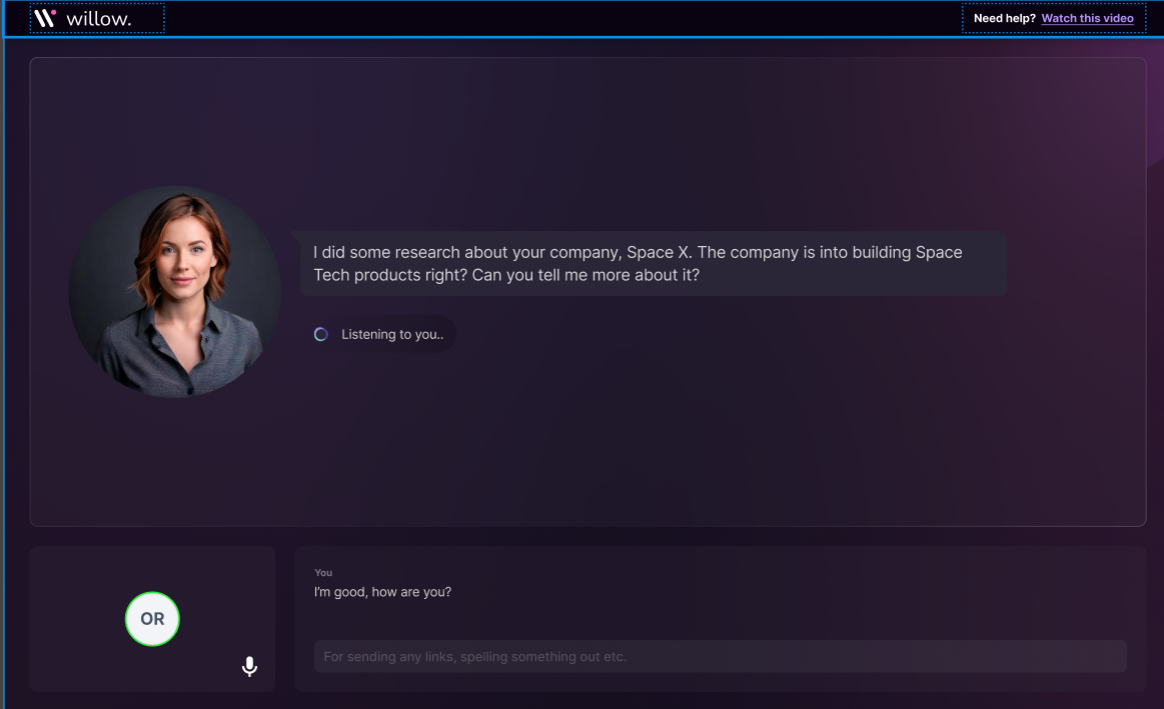 willow.
Need help? Watch this video
I did some research about your company, Space X. The company is into building Space
Tech products right? Can you tell me more about it?
Listening to you..
You
I'm good, how are you?
OR
For sending any links, spelling something out etc.